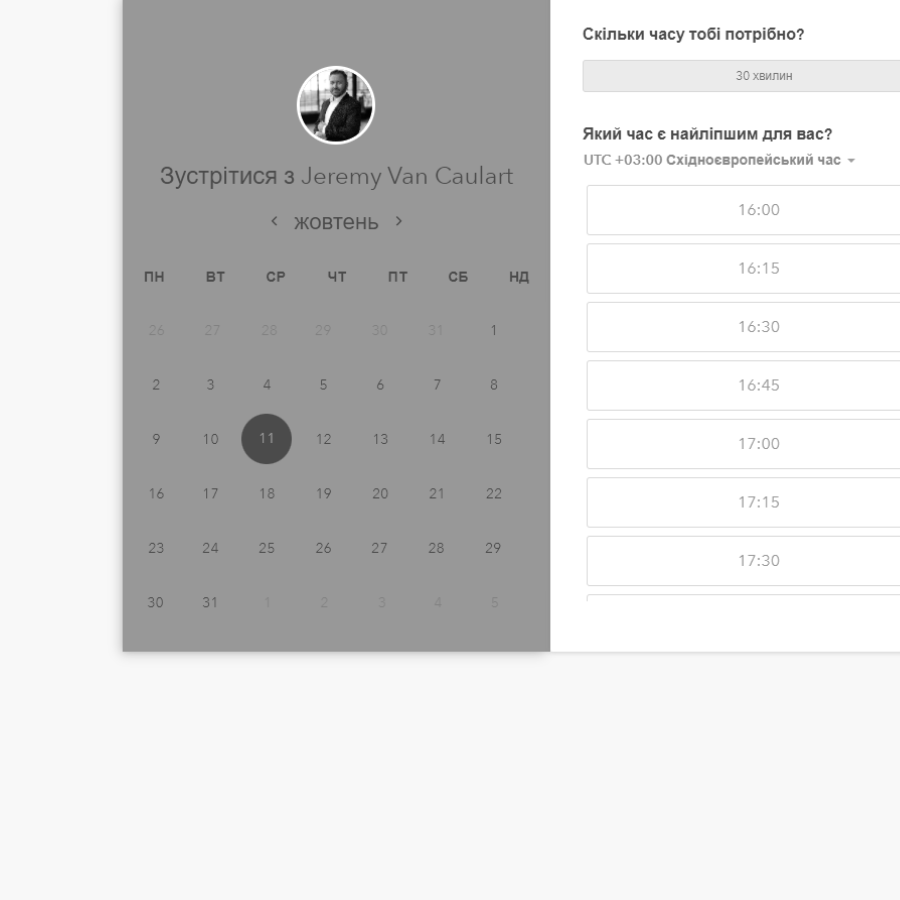 Зустрітися з Jeremy Van Caulart
жовтень
ПН ВТ СР ЧТ ПТ СБ НД
26 27 28 29 30 31 1
2 3 4 5 6 7 8
9 10 11 12 13 14 15
16 17 18 19 20 21 22
23 24 25 26 27 28 29
30 31 1 2 3 4 5
Скільки часу тобі потрібно?
30 хвилин
Який час є найліпшим для вас?
UTC +03:00 Східноєвропейський час
16:00
16:15
16:30
16:45
17:00
17:15
17:30